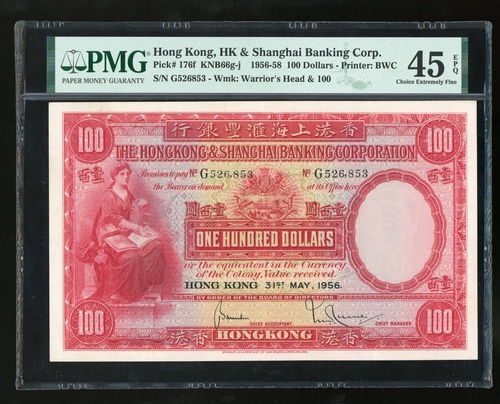 PMG
PAPER MONEY GUARANTY
Hong Kong, HK & Shanghai Banking Corp.
Pick# 176f KNB66g-j 1956-58 100 Dollars - Printer: BWC
S/N G526853 - Wmk: Warrior's Head & 100
45 EPQ
Choice Extremely Fine
100 行銀豐滙海上港香 100
THE HONGKONG & SHANGHAI BANKING CORPORATION
Promises to pay Nº G526,853 Nº G526,853
the Bearer on demand at its Office here
壹百圓 圓百壹
ONE HUNDRED DOLLARS
or the equivalent in the Currency
of the Colony, Value received.
HONG KONG 31ST MAY, 1956.
BY ORDER OF THE BOARD OF DIRECTORS
CHIEF ACCOUNTANT CHIEF MANAGER.
100 港香 HONGKONG 港香 100